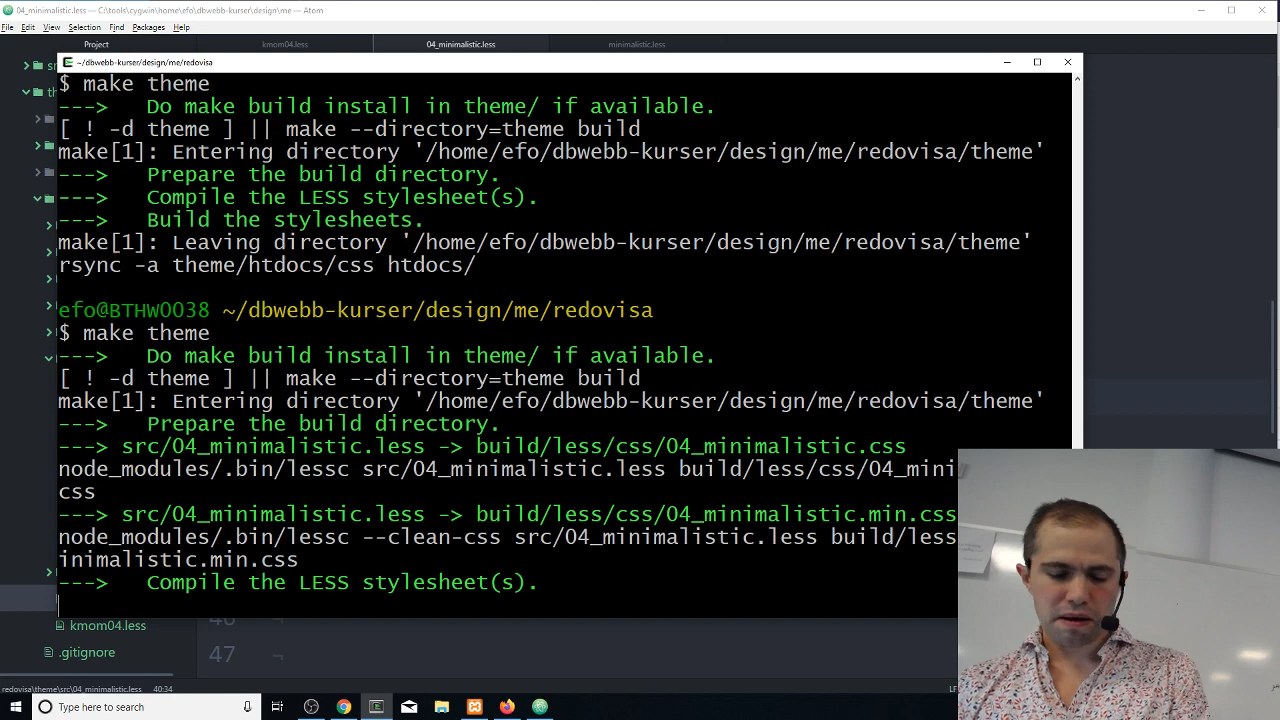 04_minimalistic.less — C:\tools\cygwin\home\efo\dbwebb-kurser\design\me — Atom
File Edit View Selection Find Packages Help
Project kmom04.less 04_minimalistic.less minimalistic.less
~/dbwebb-kurser/design/me/redovisa
$ make theme
---> Do make build install in theme/ if available.
[ ! -d theme ] || make --directory=theme build
make[1]: Entering directory '/home/efo/dbwebb-kurser/design/me/redovisa/theme'
---> Prepare the build directory.
---> Compile the LESS stylesheet(s).
---> Build the stylesheets.
make[1]: Leaving directory '/home/efo/dbwebb-kurser/design/me/redovisa/theme'
rsync -a theme/htdocs/css htdocs/
efo@BTHW0038 ~/dbwebb-kurser/design/me/redovisa
$ make theme
---> Do make build install in theme/ if available.
[ ! -d theme ] || make --directory=theme build
make[1]: Entering directory '/home/efo/dbwebb-kurser/design/me/redovisa/theme'
---> Prepare the build directory.
---> src/04_minimalistic.less -> build/less/css/04_minimalistic.css
node_modules/.bin/lessc src/04_minimalistic.less build/less/css/04_mini
css
---> src/04_minimalistic.less -> build/less/css/04_minimalistic.min.css
node_modules/.bin/lessc --clean-css src/04_minimalistic.less build/less
inimalistic.min.css
---> Compile the LESS stylesheet(s).
kmom04.less
.gitignore
47
redovisa\theme\src\04_minimalistic.less 40:34
Type here to search